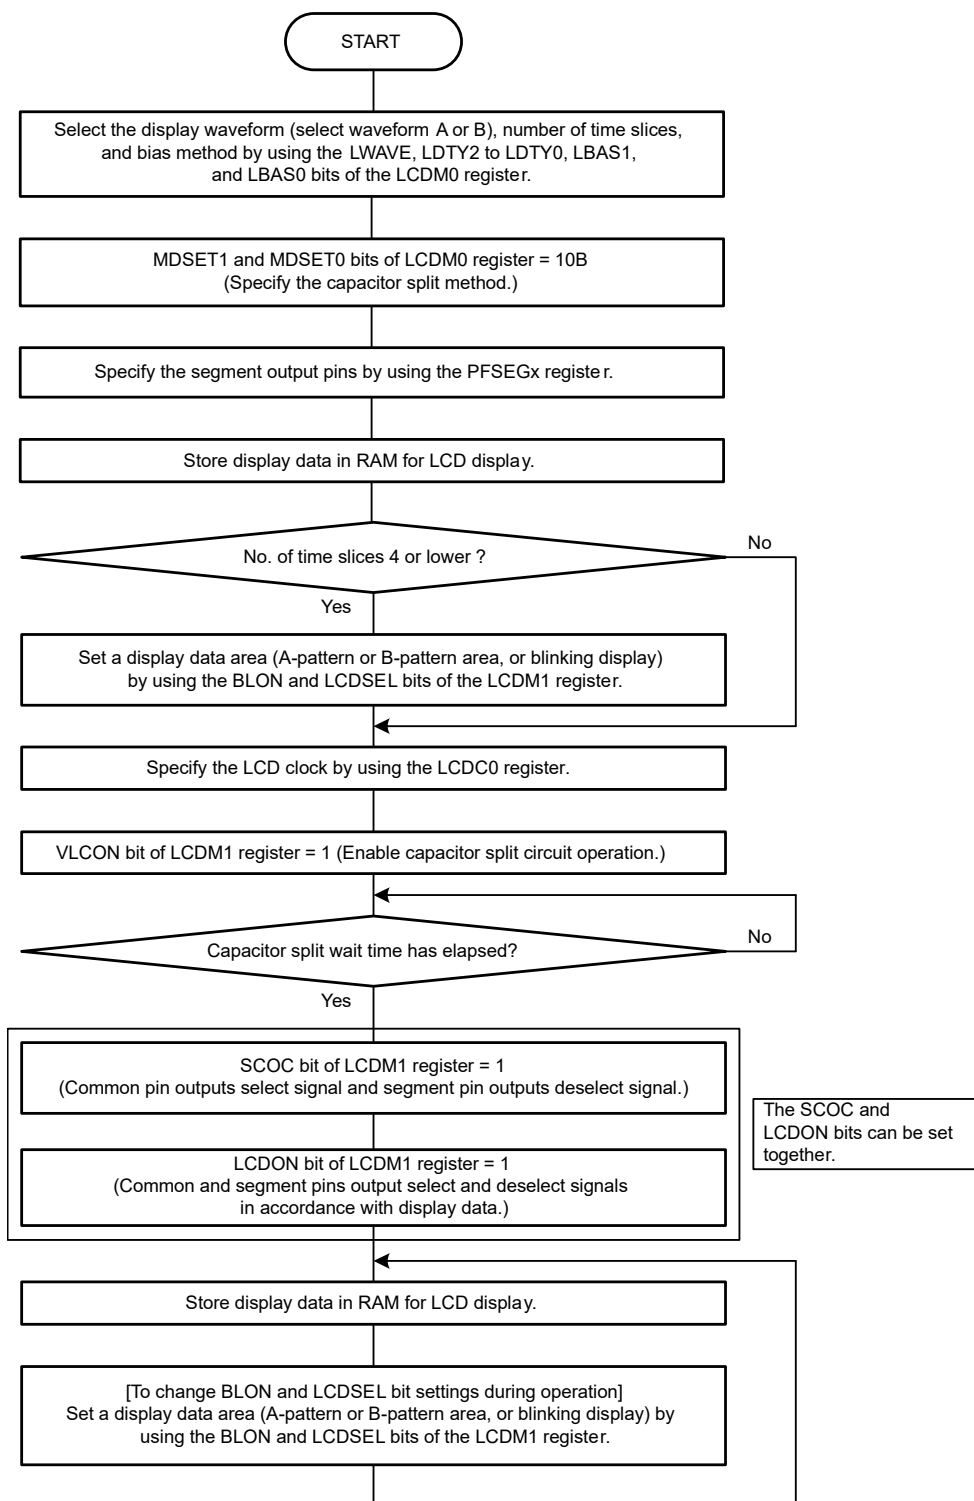 START
Select the display waveform (select waveform A or B), number of time slices,
and bias method by using the LWAVE, LDTY2 to LDTY0, LBAS1,
and LBAS0 bits of the LCDM0 register.
MDSET1 and MDSET0 bits of LCDM0 register = 10B
(Specify the capacitor split method.)
Specify the segment output pins by using the PFSEGx register.
Store display data in RAM for LCD display.
No. of time slices 4 or lower ?
No
Yes
Set a display data area (A-pattern or B-pattern area, or blinking display)
by using the BLON and LCDSEL bits of the LCDM1 register.
Specify the LCD clock by using the LCDC0 register.
VLCON bit of LCDM1 register = 1 (Enable capacitor split circuit operation.)
Capacitor split wait time has elapsed?
No
Yes
SCOC bit of LCDM1 register = 1
(Common pin outputs select signal and segment pin outputs deselect signal.)
The SCOC and
LCDON bits can be set
together.
LCDON bit of LCDM1 register = 1
(Common and segment pins output select and deselect signals
in accordance with display data.)
Store display data in RAM for LCD display.
[To change BLON and LCDSEL bit settings during operation]
Set a display data area (A-pattern or B-pattern area, or blinking display) by
using the BLON and LCDSEL bits of the LCDM1 register.